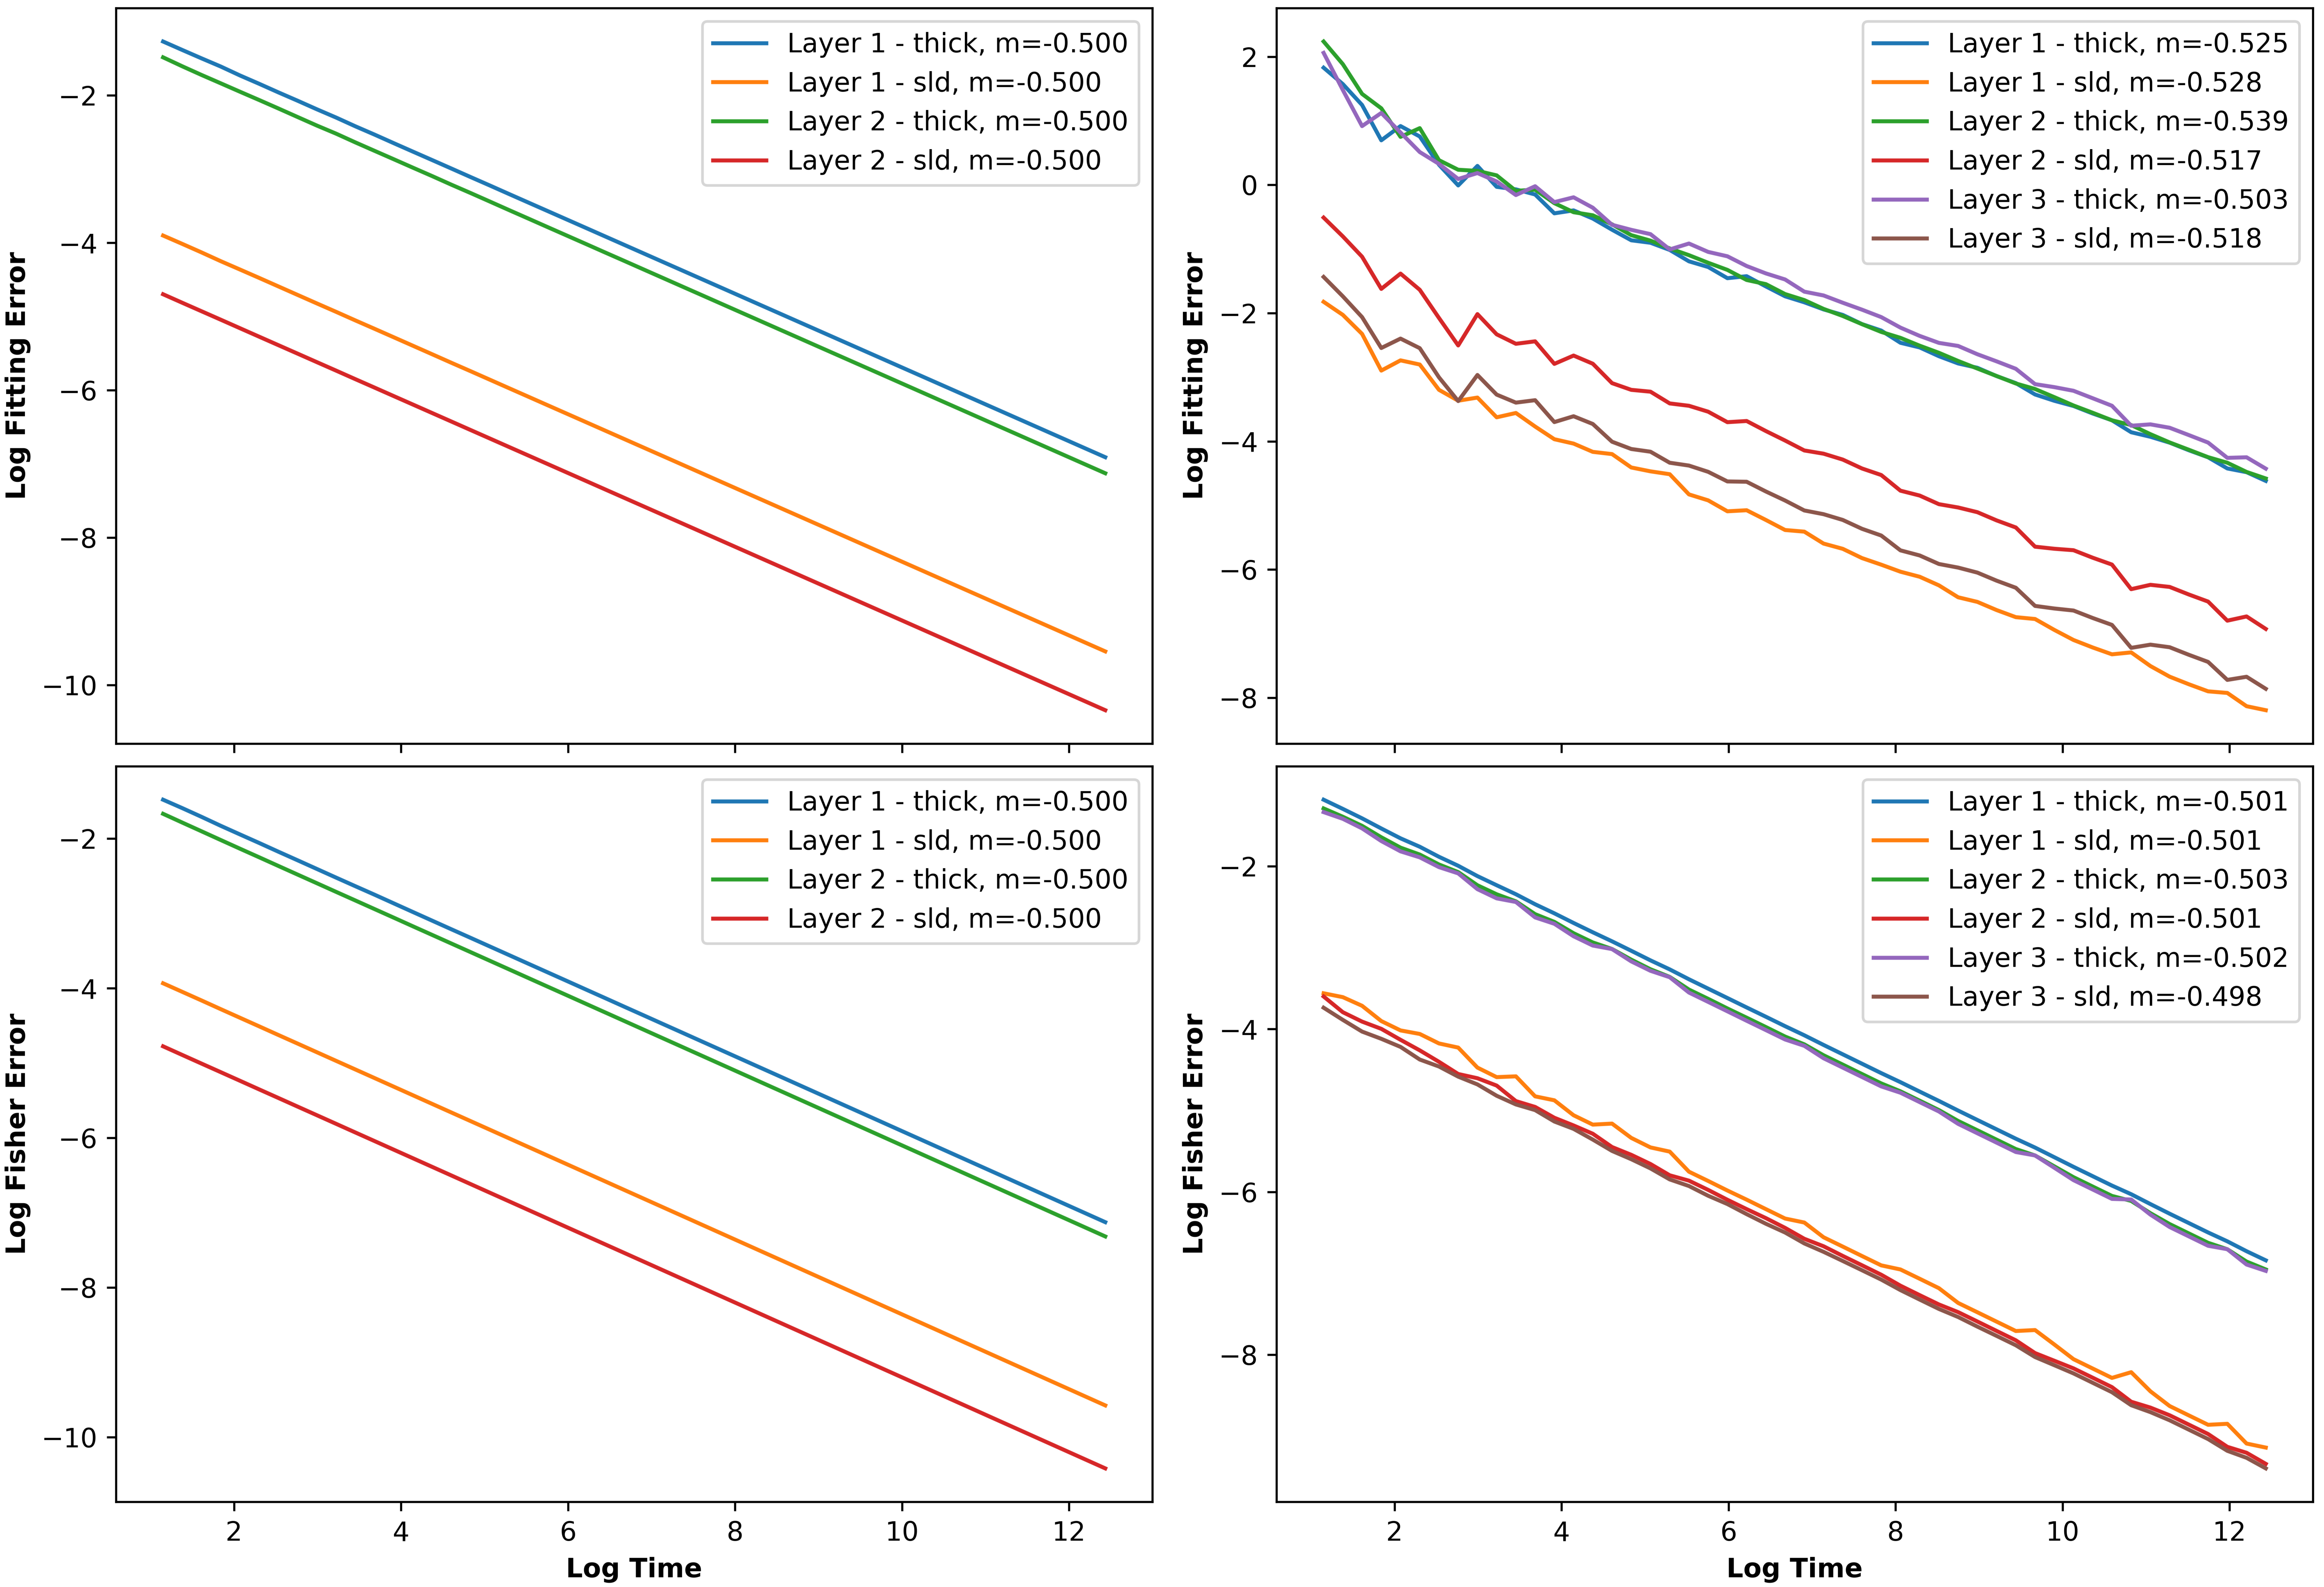 Log Fitting Error
−2
−4
−6
−8
−10
Layer 1 - thick, m=-0.500
Layer 1 - sld, m=-0.500
Layer 2 - thick, m=-0.500
Layer 2 - sld, m=-0.500
Log Fitting Error
2
0
−2
−4
−6
−8
2
4
6
8
10
12
Layer 1 - thick, m=-0.525
Layer 1 - sld, m=-0.528
Layer 2 - thick, m=-0.539
Layer 2 - sld, m=-0.517
Layer 3 - thick, m=-0.503
Layer 3 - sld, m=-0.518
Log Fisher Error
−2
−4
−6
−8
−10
Layer 1 - thick, m=-0.500
Layer 1 - sld, m=-0.500
Layer 2 - thick, m=-0.500
Layer 2 - sld, m=-0.500
2
4
6
8
10
12
Log Time
Log Fisher Error
−2
−4
−6
−8
Layer 1 - thick, m=-0.501
Layer 1 - sld, m=-0.501
Layer 2 - thick, m=-0.503
Layer 2 - sld, m=-0.501
Layer 3 - thick, m=-0.502
Layer 3 - sld, m=-0.498
Log Time